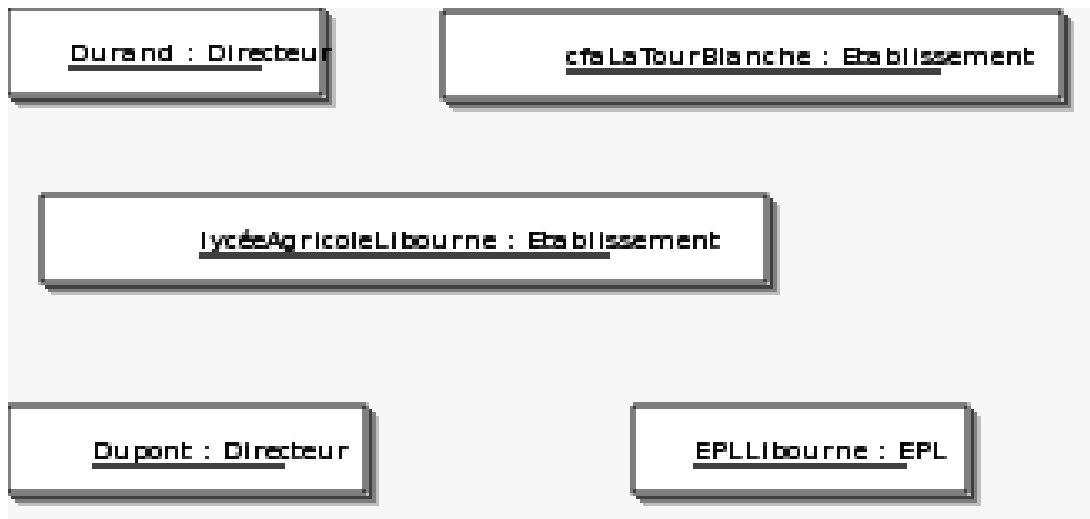 Durand : Directeur
cfaLaTourBlanche : Etablissement
lycéeAgricoleLibourne : Etablissement
Dupont : Directeur
EPLLibourne : EPL